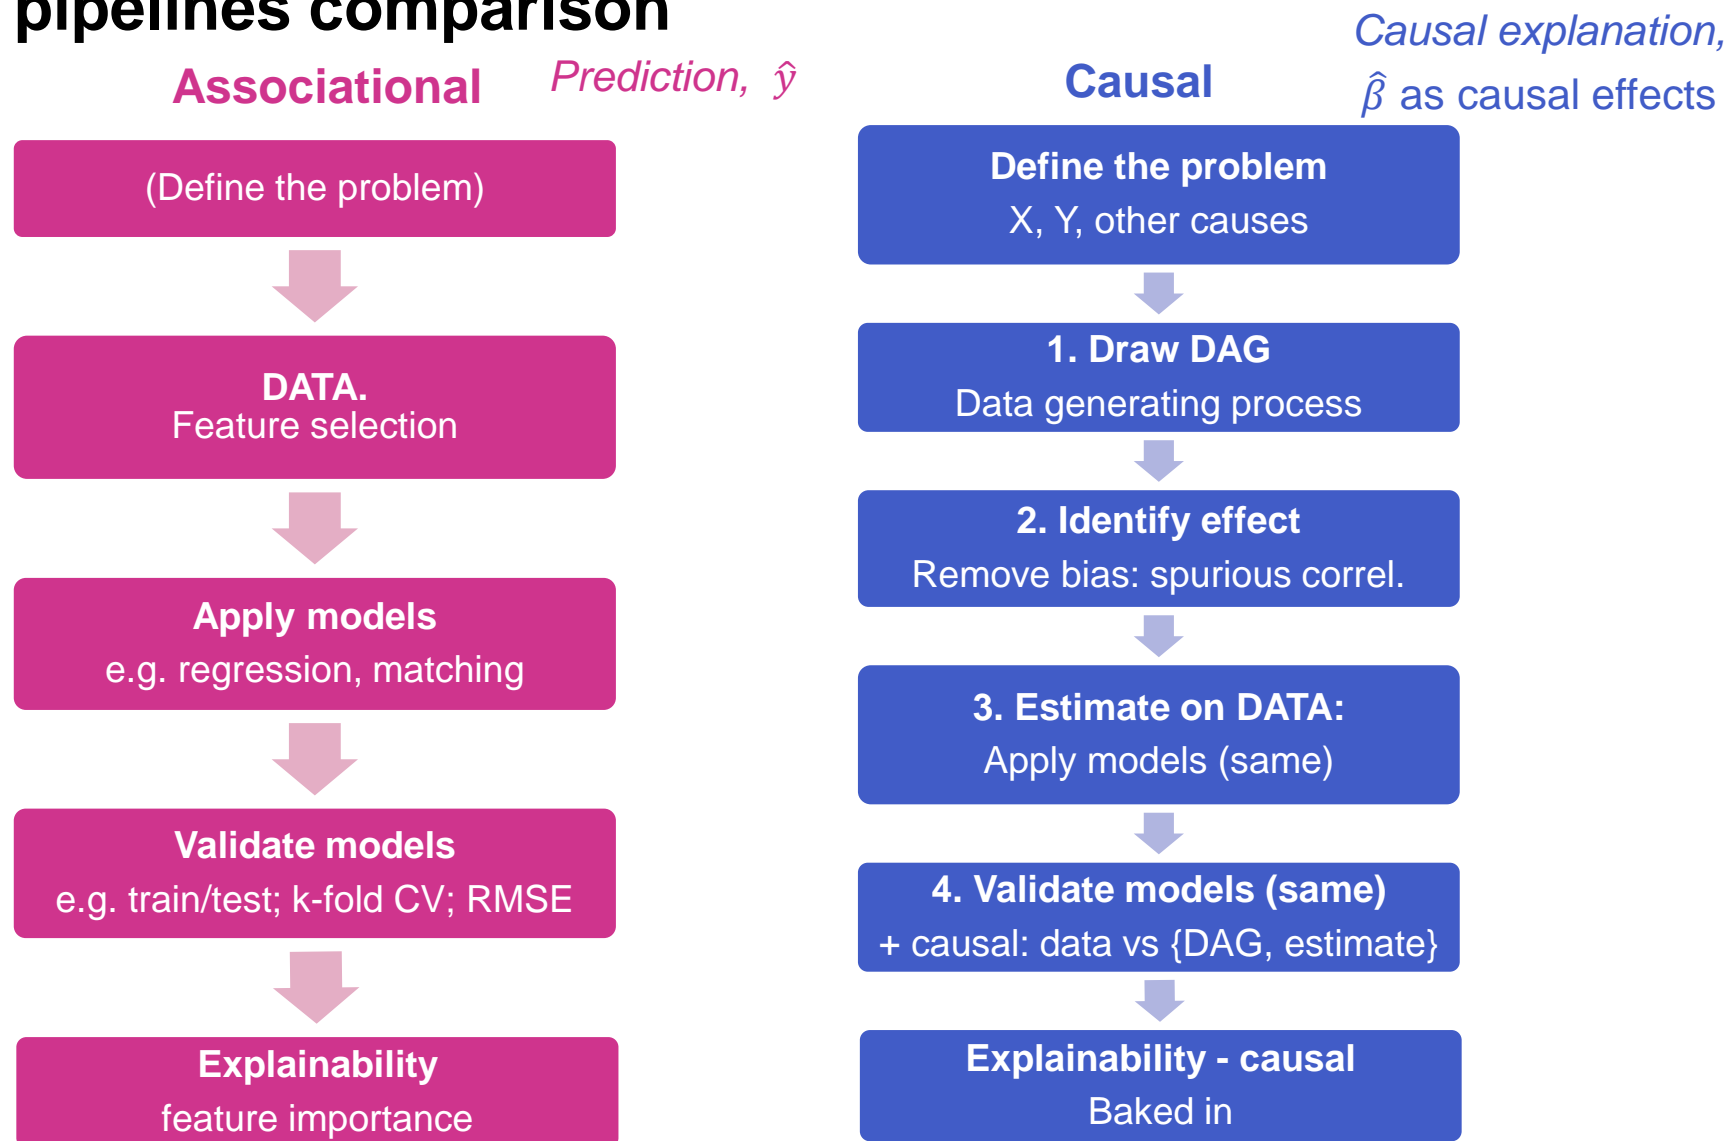 pipelines comparison
Associational
Prediction, ŷ
(Define the problem)
DATA.
Feature selection
Apply models
e.g. regression, matching
Validate models
e.g. train/test; k-fold CV; RMSE
Explainability
feature importance
Causal
Causal explanation,
β̂ as causal effects
Define the problem
X, Y, other causes
1. Draw DAG
Data generating process
2. Identify effect
Remove bias: spurious correl.
3. Estimate on DATA:
Apply models (same)
4. Validate models (same)
+ causal: data vs {DAG, estimate}
Explainability - causal
Baked in